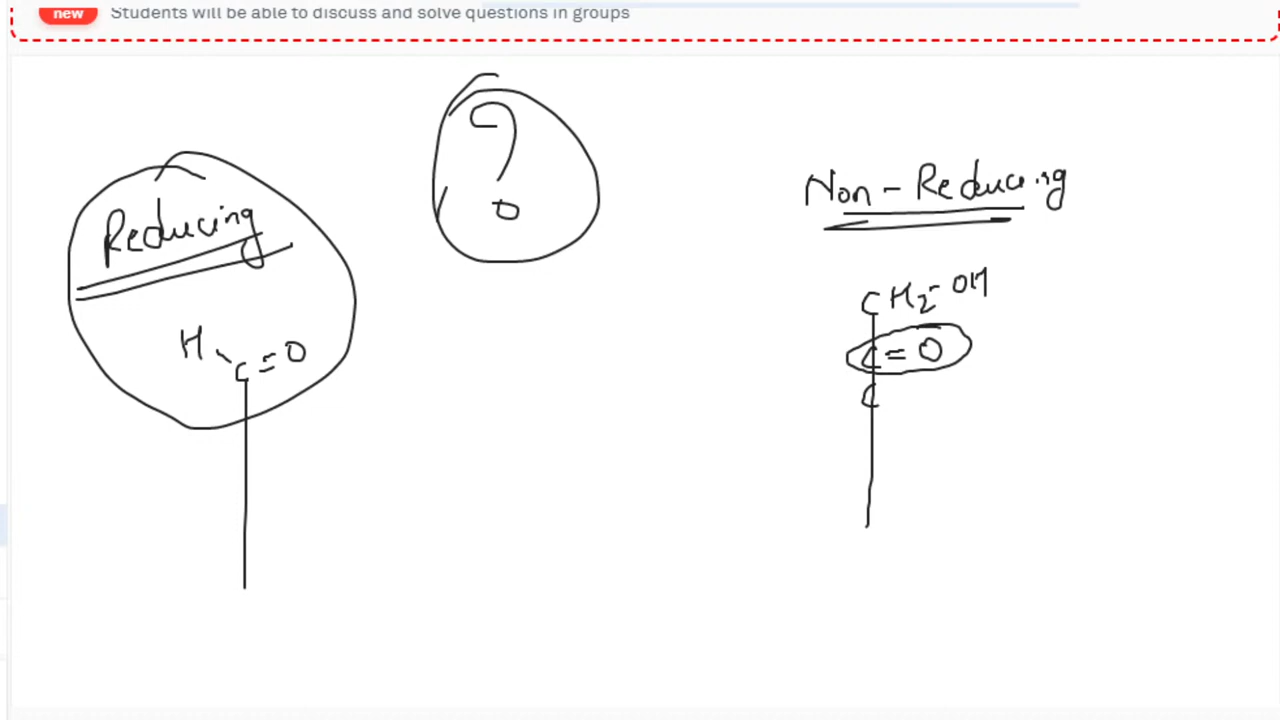 new Students will be able to discuss and solve questions in groups
?
Reducing
Non-Reducing
H
C=O
CH2-OH
C=O
C